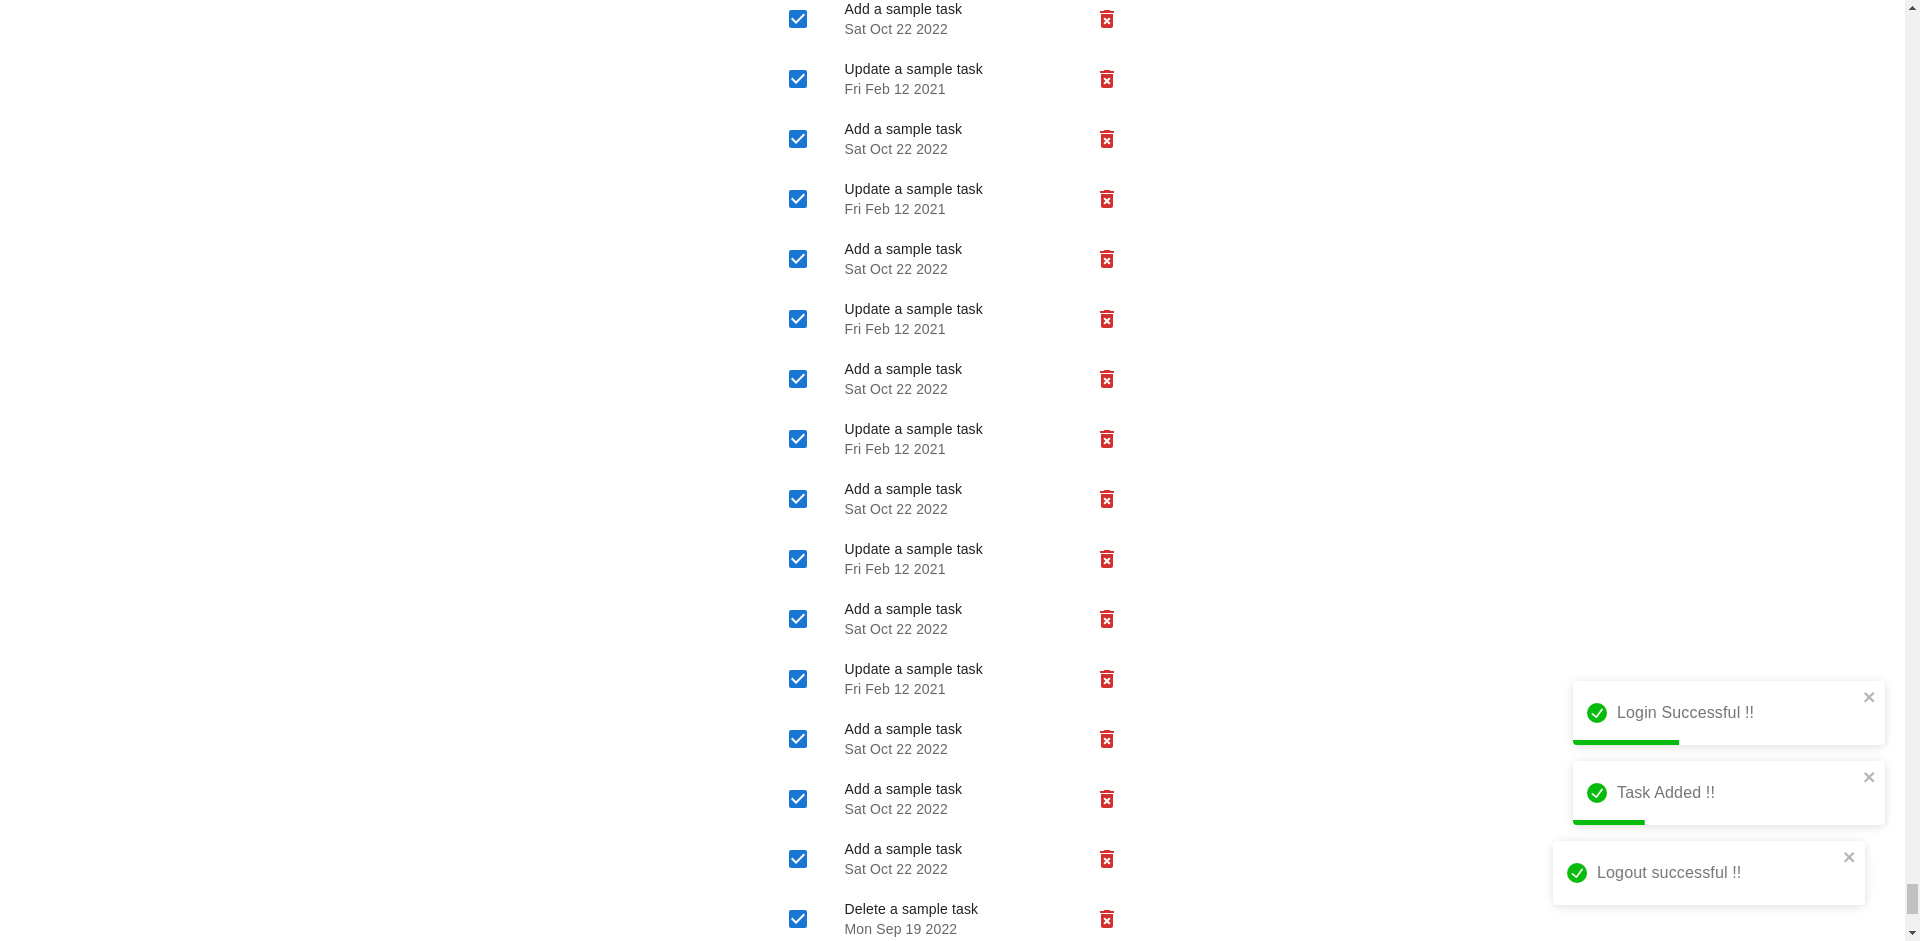 Add a sample task
Sat Oct 22 2022
Update a sample task
Fri Feb 12 2021
Add a sample task
Sat Oct 22 2022
Update a sample task
Fri Feb 12 2021
Add a sample task
Sat Oct 22 2022
Update a sample task
Fri Feb 12 2021
Add a sample task
Sat Oct 22 2022
Update a sample task
Fri Feb 12 2021
Add a sample task
Sat Oct 22 2022
Update a sample task
Fri Feb 12 2021
Add a sample task
Sat Oct 22 2022
Update a sample task
Fri Feb 12 2021
Add a sample task
Sat Oct 22 2022
Add a sample task
Sat Oct 22 2022
Add a sample task
Sat Oct 22 2022
Delete a sample task
Mon Sep 19 2022
Login Successful !!
Task Added !!
Logout successful !!